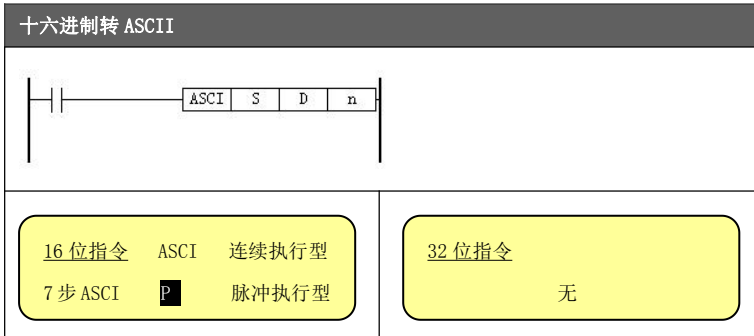 十六进制转 ASCII
ASCI S D n
16 位指令 ASCI 连续执行型
7 步 ASCI P 脉冲执行型
32 位指令
无